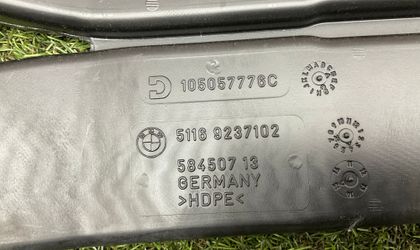 105057776C
5116 9237102
584507 13
GERMANY
>HDPE<